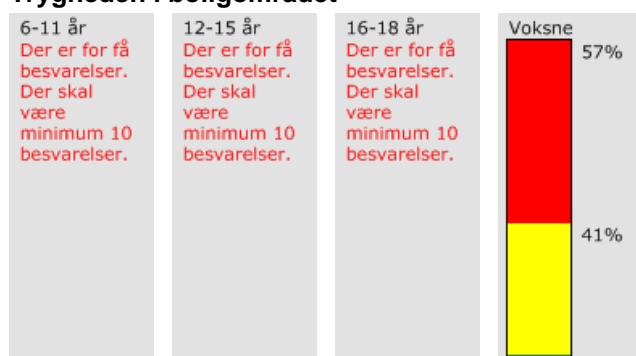 Trygheden i boligområdet
6-11 år
Der er for få
besvarelser.
Der skal
være
minimum 10
besvarelser.
12-15 år
Der er for få
besvarelser.
Der skal
være
minimum 10
besvarelser.
16-18 år
Der er for få
besvarelser.
Der skal
være
minimum 10
besvarelser.
Voksne
57%
41%